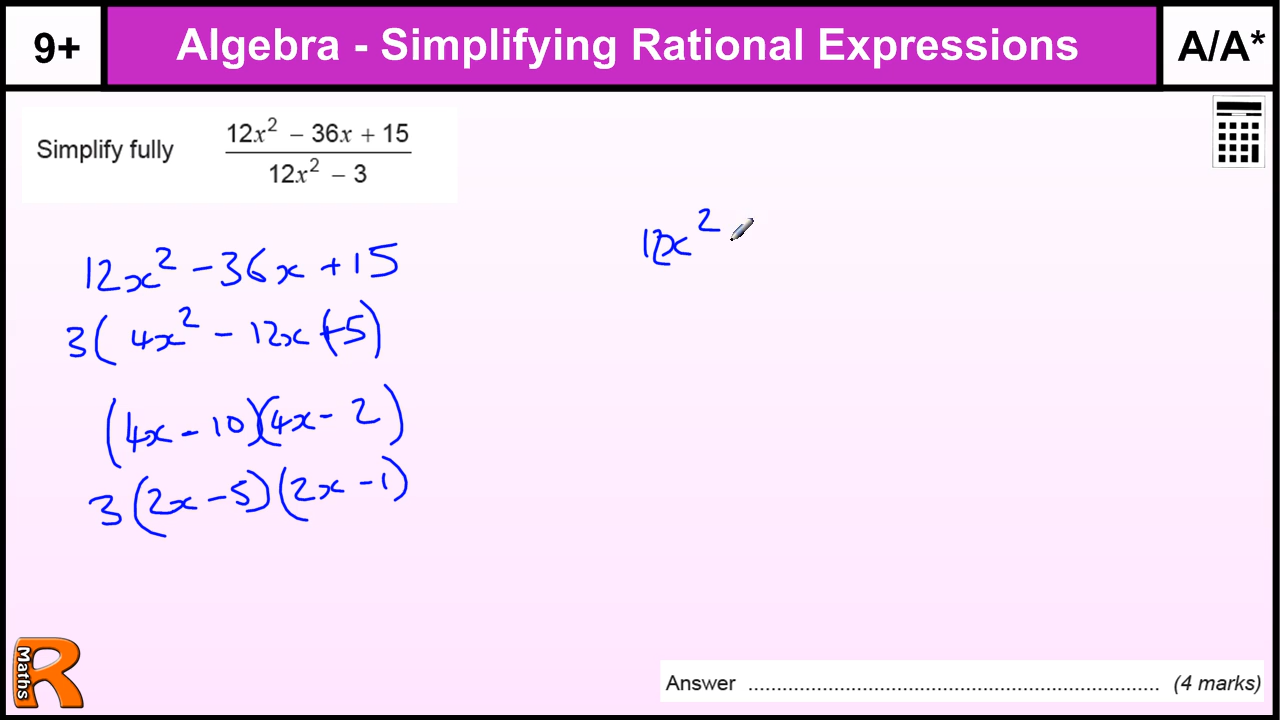 9+
Algebra - Simplifying Rational Expressions
A/A*
Simplify fully
12x² − 36x + 15
12x² − 3
12x² - 36x + 15
3(4x² - 12x + 5)
(4x - 10)(4x - 2)
3(2x - 5)(2x - 1)
12x²
Maths
R
Answer ........................................................... (4 marks)